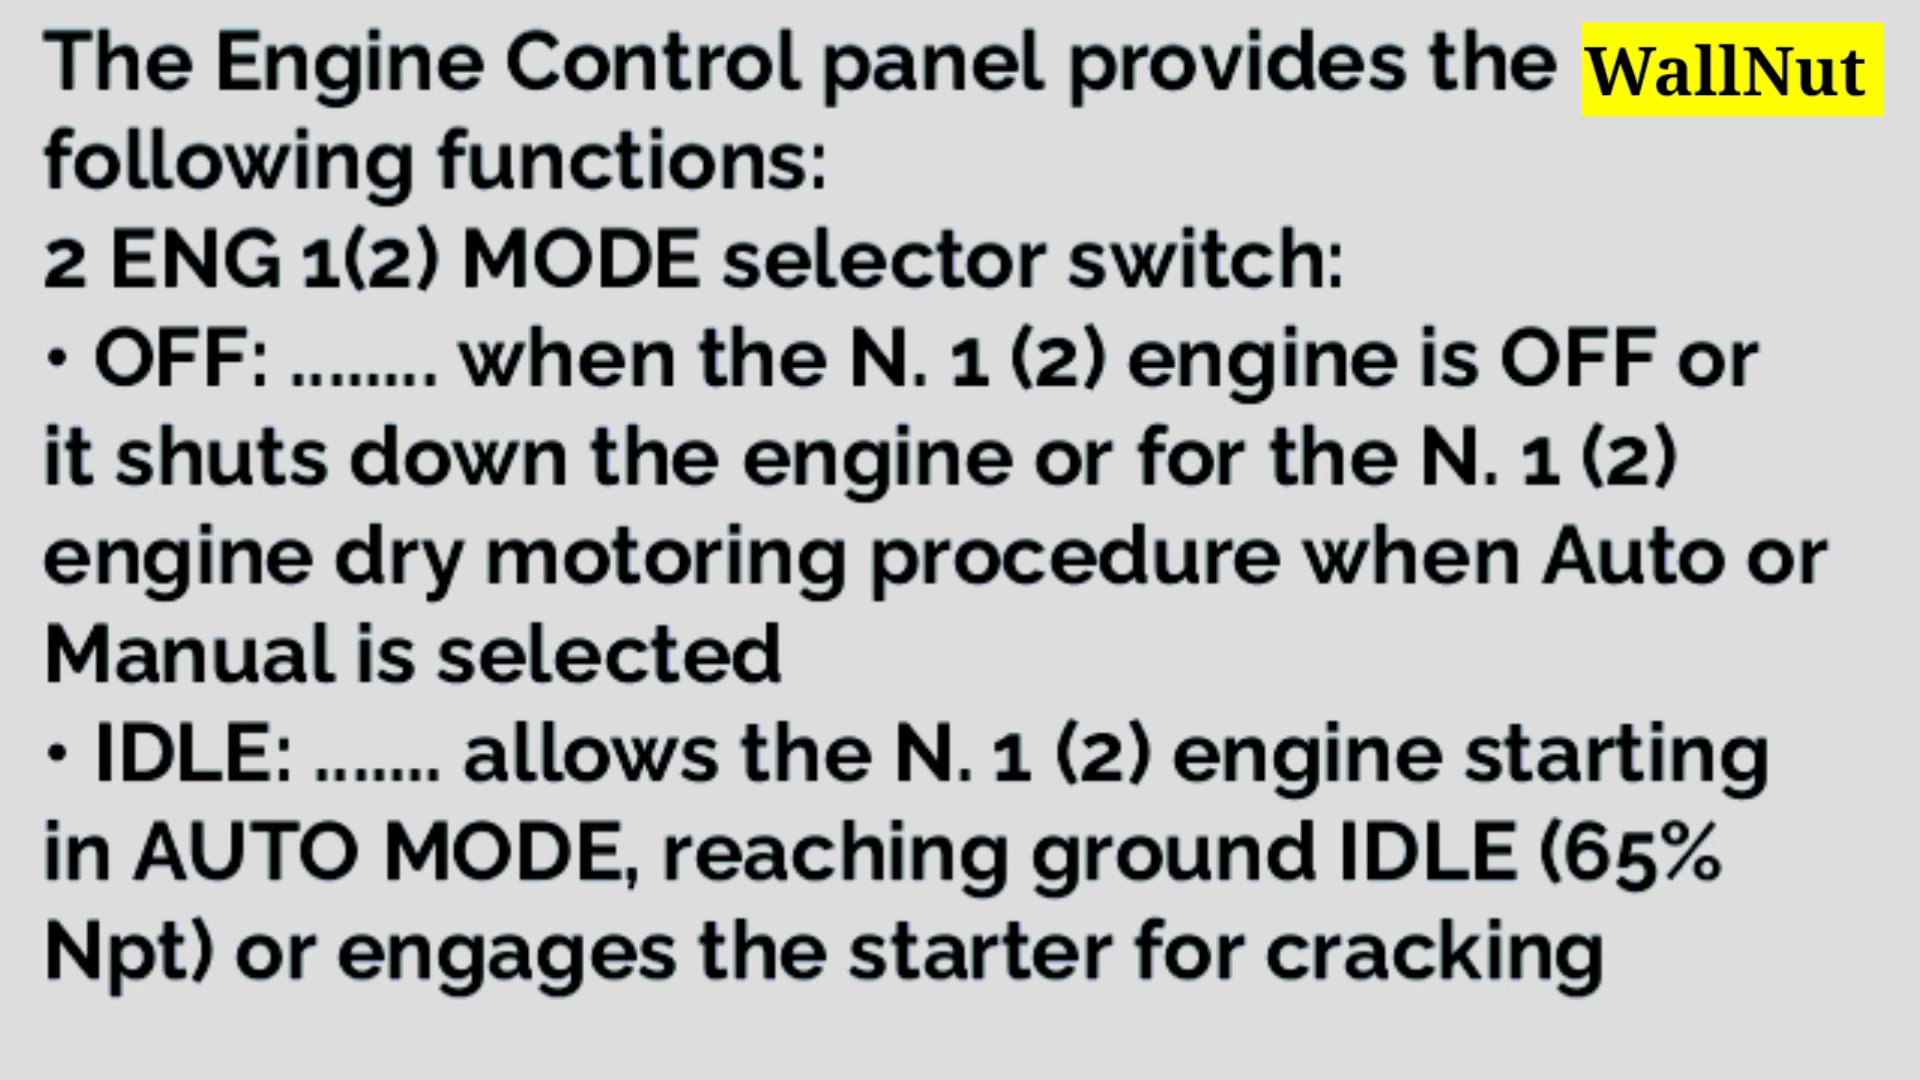 The Engine Control panel provides the WallNut
following functions:
2 ENG 1(2) MODE selector switch:
• OFF: ........ when the N. 1 (2) engine is OFF or
it shuts down the engine or for the N. 1 (2)
engine dry motoring procedure when Auto or
Manual is selected
• IDLE: ....... allows the N. 1 (2) engine starting
in AUTO MODE, reaching ground IDLE (65%
Npt) or engages the starter for cracking